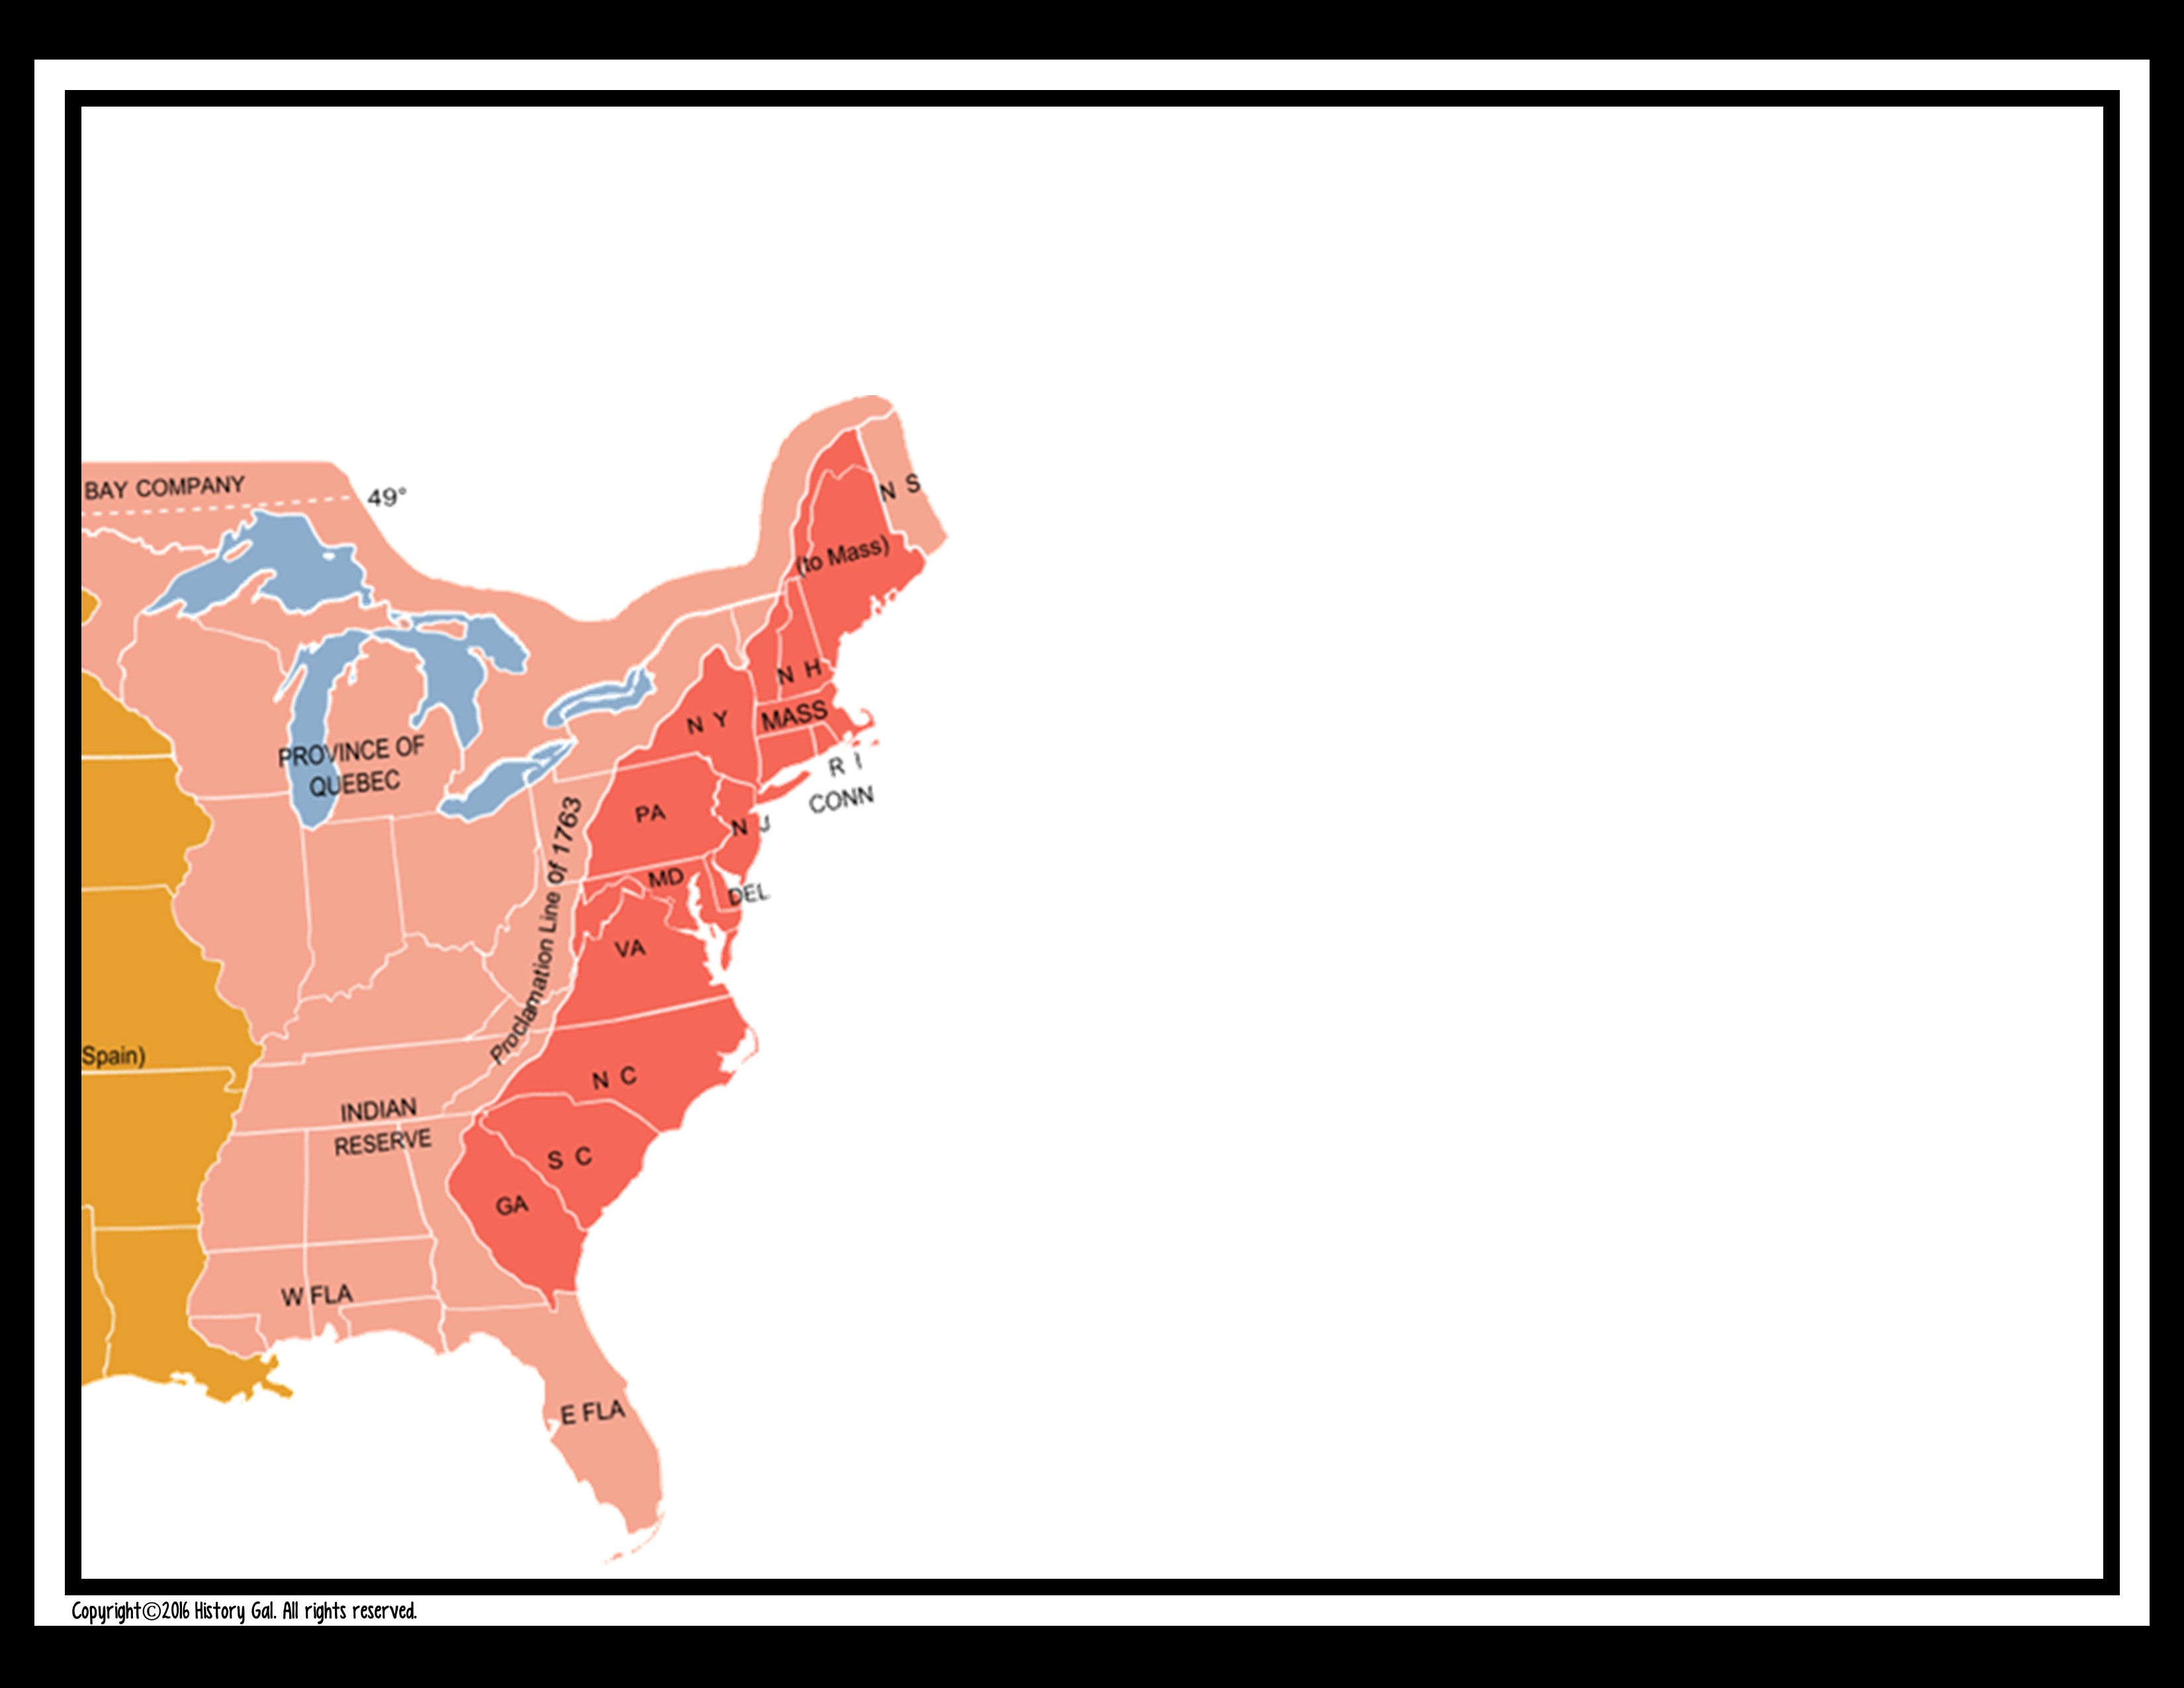 BAY COMPANY
49°
N S
(to Mass)
N H
N Y
MASS
PROVINCE OF
QUEBEC
R I
CONN
PA
N J
Proclamation Line of 1763
MD
DEL
VA
Spain)
N C
INDIAN
RESERVE
S C
GA
W FLA
E FLA
Copyright©2016 History Gal. All rights reserved.